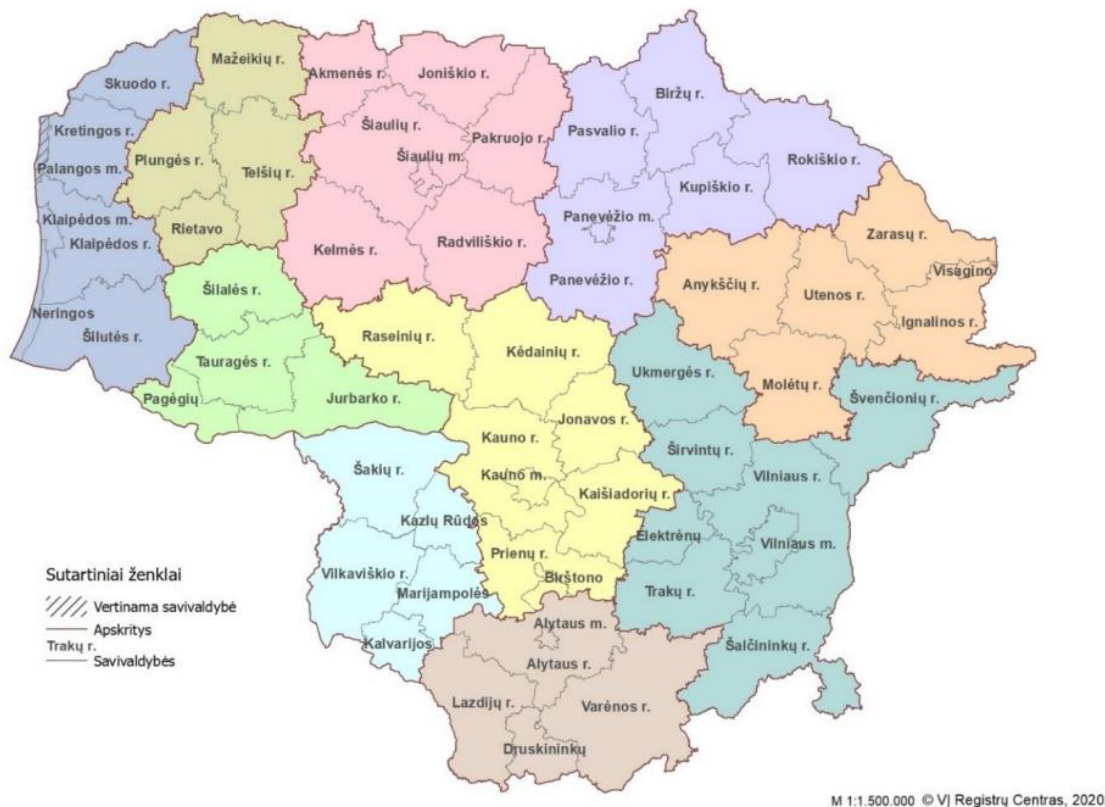 Mažeikių r.
Skuodo r.
Akmenės r.
Joniškio r.
Biržų r.
Kretingos r.
Šiaulių r.
Pasvalio r.
Pakruojo r.
Plungės r.
Šiaulių m.
Rokiškio r.
Palangos m.
Telšių r.
Kupiškio r.
Klaipėdos m.
Rietavo
Panevėžio m.
Klaipėdos r.
Kelmės r.
Radviliškio r.
Zarasų r.
Visagino
Panevėžio r.
Anykščių r.
Šilalės r.
Utenos r.
Neringos
Ignalinos r.
Šilutės r.
Raseinių r.
Kėdainių r.
Tauragės r.
Ukmergės r.
Molėtų r.
Švenčionių r.
Pagėgių
Jurbarko r.
Jonavos r.
Kauno r.
Širvintų r.
Šakių r.
Kauno m.
Vilniaus r.
Kaišiadorių r.
Kazlų Rūdos
Elektrėnų
Vilniaus m.
Prienų r.
Vilkaviškio r.
Birštono
Marijampolės
Trakų r.
Alytaus m.
Kalvarijos
Šalčininkų r.
Alytaus r.
Lazdijų r.
Varėnos r.
Druskininkų
Sutartiniai ženklai
Vertinama savivaldybė
Apskritys
Trakų r.
Savivaldybės
M 1:1.500.000 © VĮ Registrų Centras, 2020